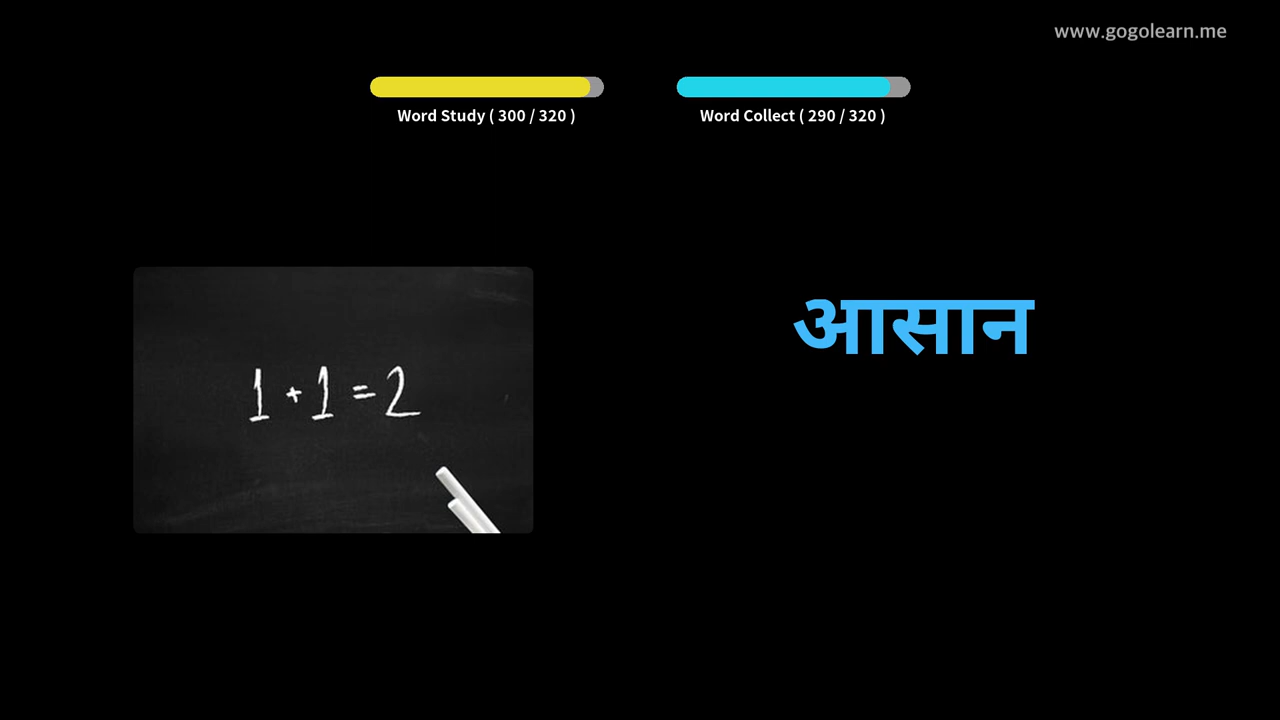 www.gogolearn.me
Word Study ( 300 / 320 )
Word Collect ( 290 / 320 )
1 + 1 = 2
आसान